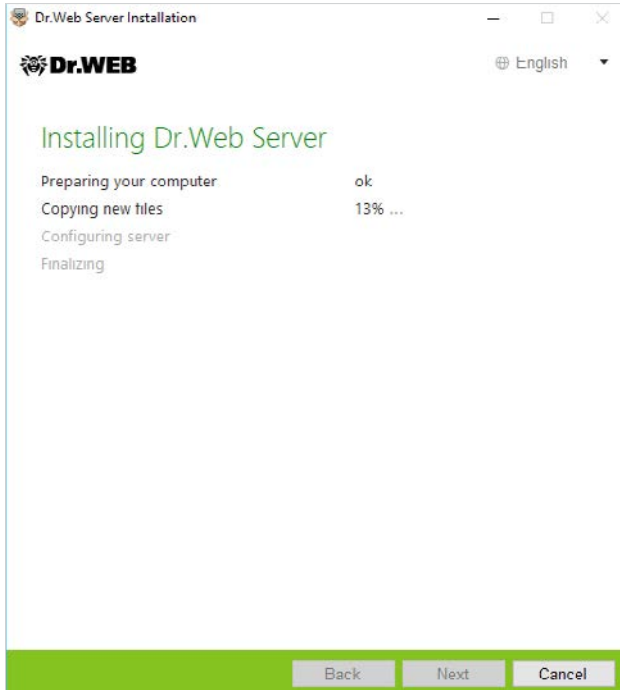 Dr.Web Server Installation
Dr.WEB
English
Installing Dr.Web Server
Preparing your computer ok
Copying new files 13% ...
Configuring server
Finalizing
Back Next Cancel